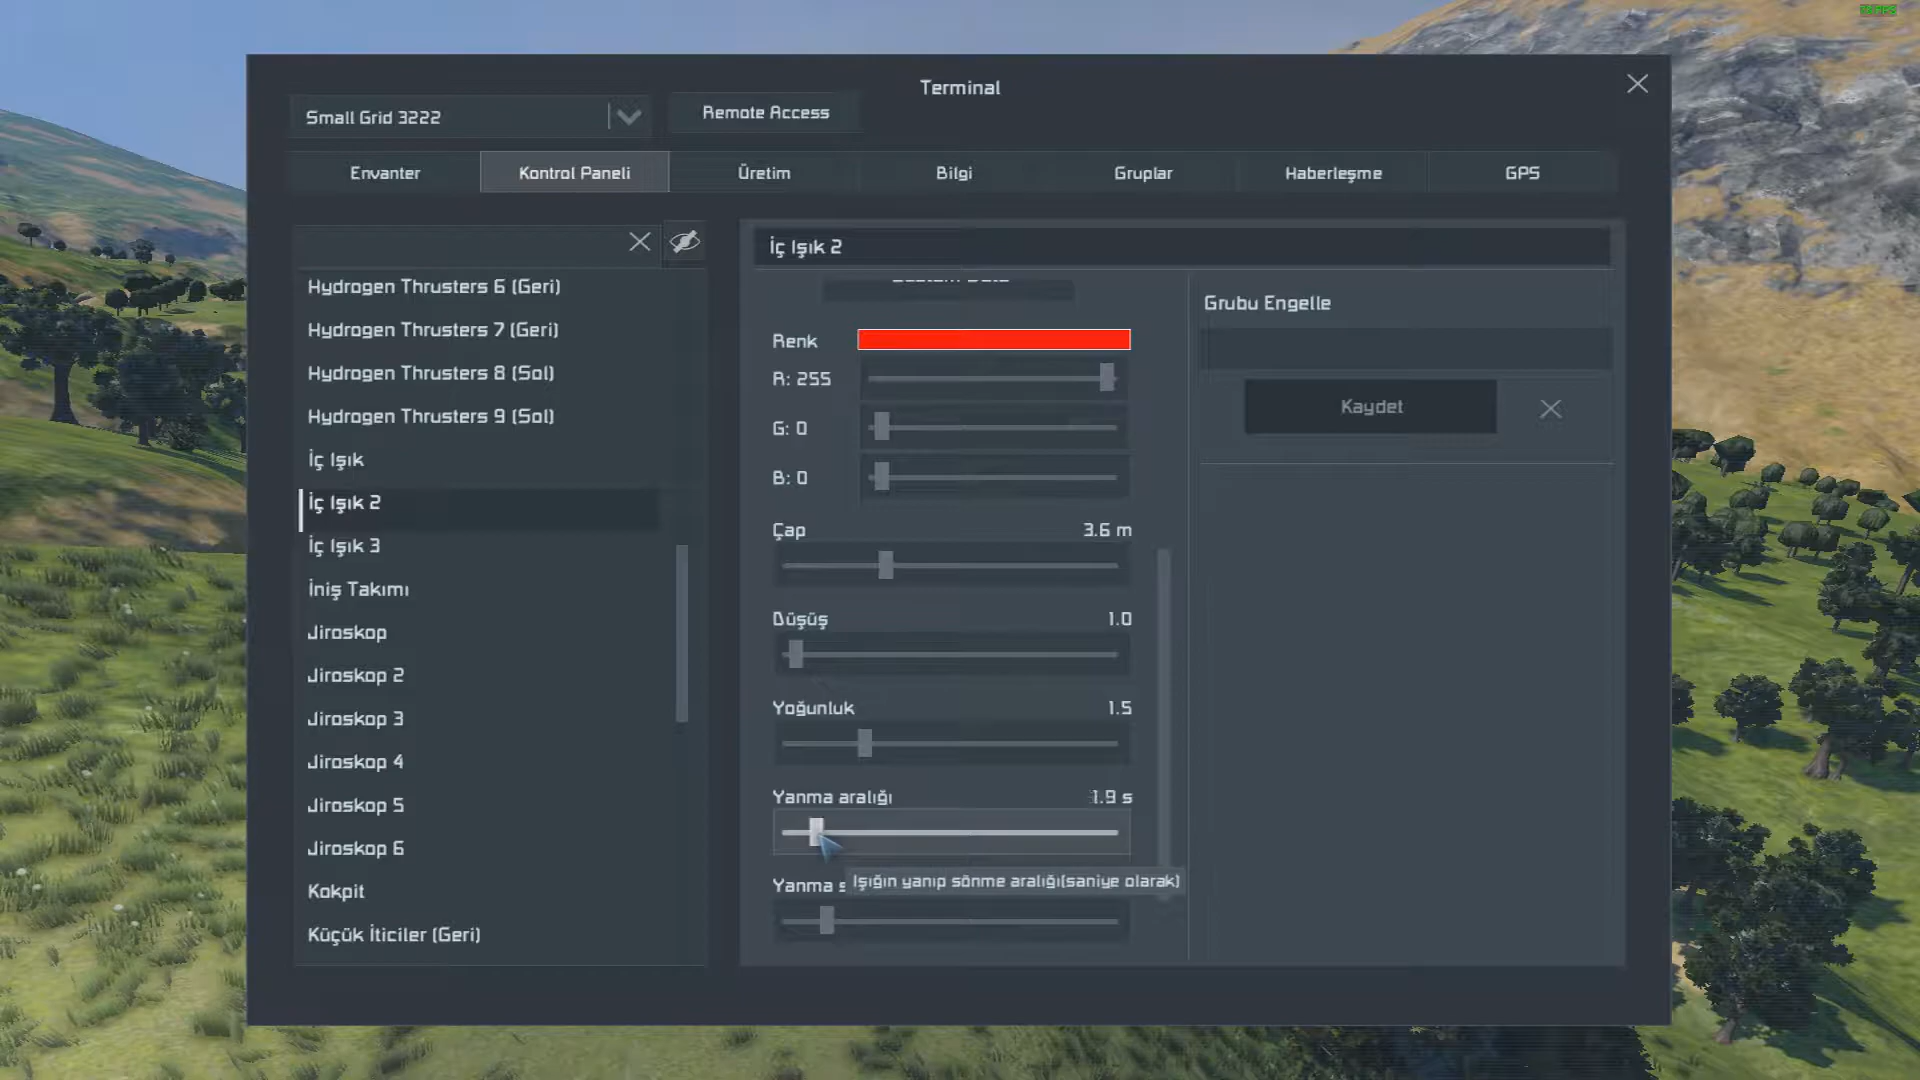 Terminal
Small Grid 3222
Remote Access
Envanter
Kontrol Paneli
Üretim
Bilgi
Gruplar
Haberleşme
GPS
Hydrogen Thrusters 6 (Geri)
Hydrogen Thrusters 7 (Geri)
Hydrogen Thrusters 8 (Sol)
Hydrogen Thrusters 9 (Sol)
İç Işık
İç Işık 2
İç Işık 3
İniş Takımı
Jiroskop
Jiroskop 2
Jiroskop 3
Jiroskop 4
Jiroskop 5
Jiroskop 6
Kokpit
Küçük İticiler (Geri)
İç Işık 2
Renk
R: 255
G: 0
B: 0
Çap 3.6 m
Düşüş 1.0
Yoğunluk 1.5
Yanma aralığı 1.9 s
Yanma
Işığın yanıp sönme aralığı(saniye olarak)
Grubu Engelle
Kaydet